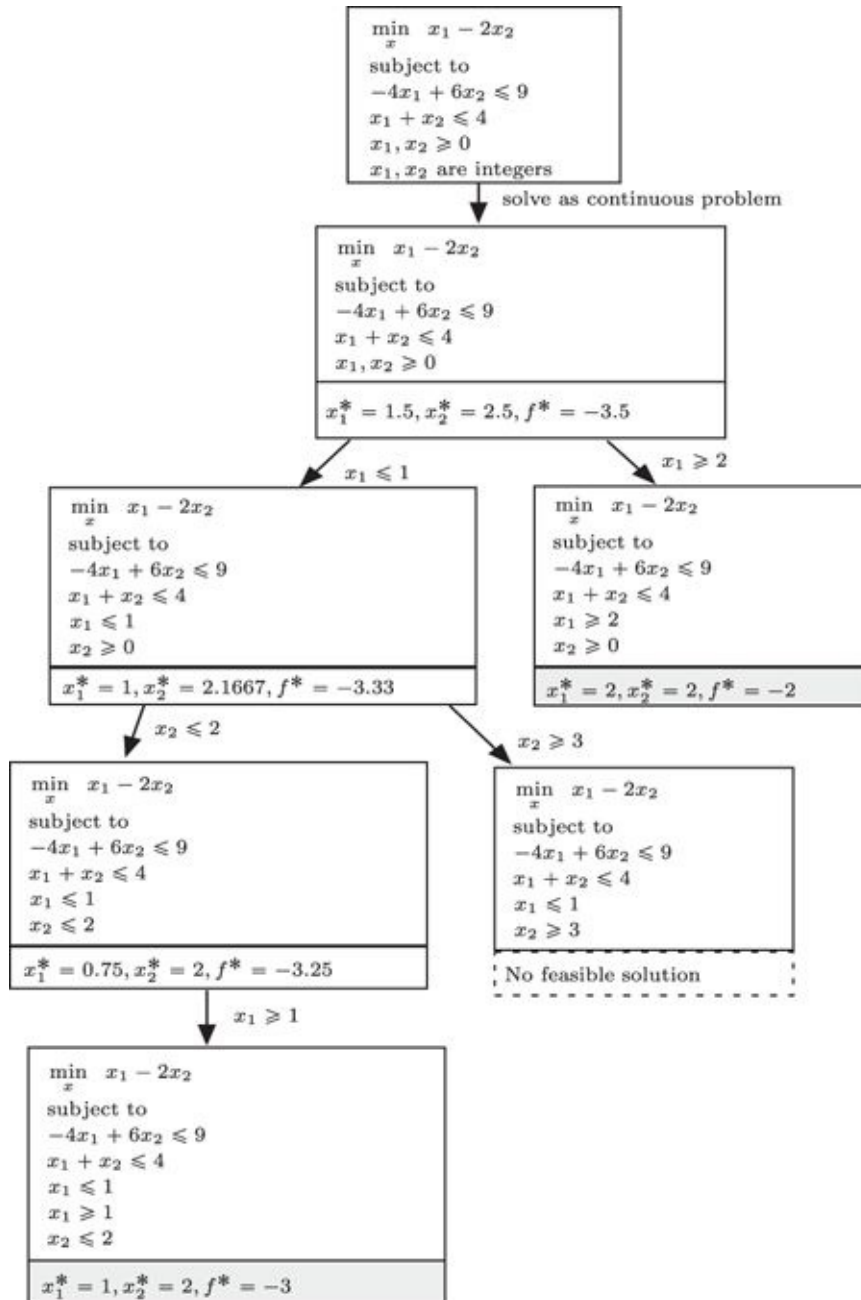 min x₁ − 2x₂
x
subject to
−4x₁ + 6x₂ ⩽ 9
x₁ + x₂ ⩽ 4
x₁, x₂ ⩾ 0
x₁, x₂ are integers
solve as continuous problem
min x₁ − 2x₂
x
subject to
−4x₁ + 6x₂ ⩽ 9
x₁ + x₂ ⩽ 4
x₁, x₂ ⩾ 0
x₁* = 1.5, x₂* = 2.5, f* = −3.5
x₁ ⩽ 1
x₁ ⩾ 2
min x₁ − 2x₂
x
subject to
−4x₁ + 6x₂ ⩽ 9
x₁ + x₂ ⩽ 4
x₁ ⩽ 1
x₂ ⩾ 0
x₁* = 1, x₂* = 2.1667, f* = −3.33
min x₁ − 2x₂
x
subject to
−4x₁ + 6x₂ ⩽ 9
x₁ + x₂ ⩽ 4
x₁ ⩾ 2
x₂ ⩾ 0
x₁* = 2, x₂* = 2, f* = −2
x₂ ⩽ 2
x₂ ⩾ 3
min x₁ − 2x₂
x
subject to
−4x₁ + 6x₂ ⩽ 9
x₁ + x₂ ⩽ 4
x₁ ⩽ 1
x₂ ⩽ 2
x₁* = 0.75, x₂* = 2, f* = −3.25
min x₁ − 2x₂
x
subject to
−4x₁ + 6x₂ ⩽ 9
x₁ + x₂ ⩽ 4
x₁ ⩽ 1
x₂ ⩾ 3
No feasible solution
x₁ ⩾ 1
min x₁ − 2x₂
x
subject to
−4x₁ + 6x₂ ⩽ 9
x₁ + x₂ ⩽ 4
x₁ ⩽ 1
x₁ ⩾ 1
x₂ ⩽ 2
x₁* = 1, x₂* = 2, f* = −3